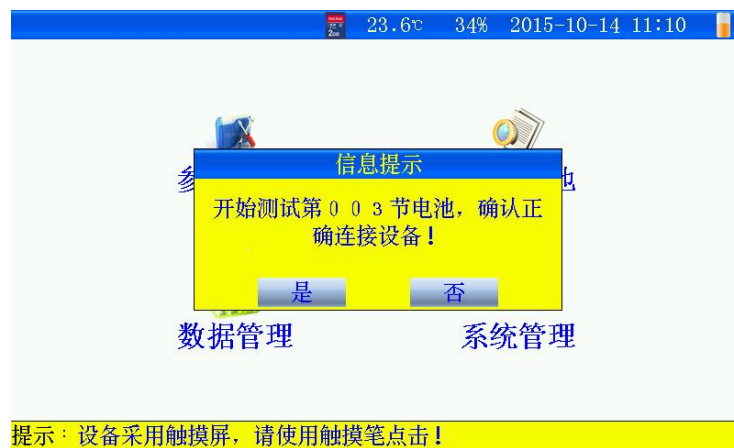 23.6℃ 34% 2015-10-14 11:10
信息提示
开始测试第003节电池，确认正
确连接设备！
是 否
数据管理 系统管理
提示：设备采用触摸屏，请使用触摸笔点击！